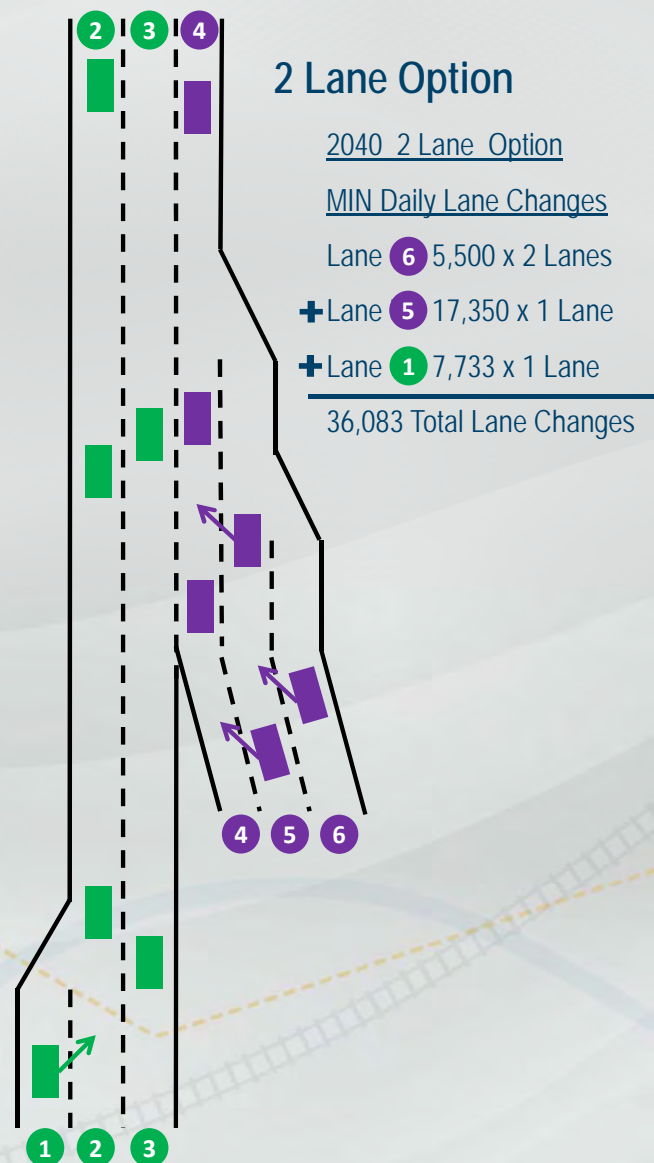 2 3 4
2 Lane Option
2040 2 Lane Option
MIN Daily Lane Changes
Lane 6 5,500 x 2 Lanes
+ Lane 5 17,350 x 1 Lane
+ Lane 1 7,733 x 1 Lane
36,083 Total Lane Changes
4 5 6
1 2 3